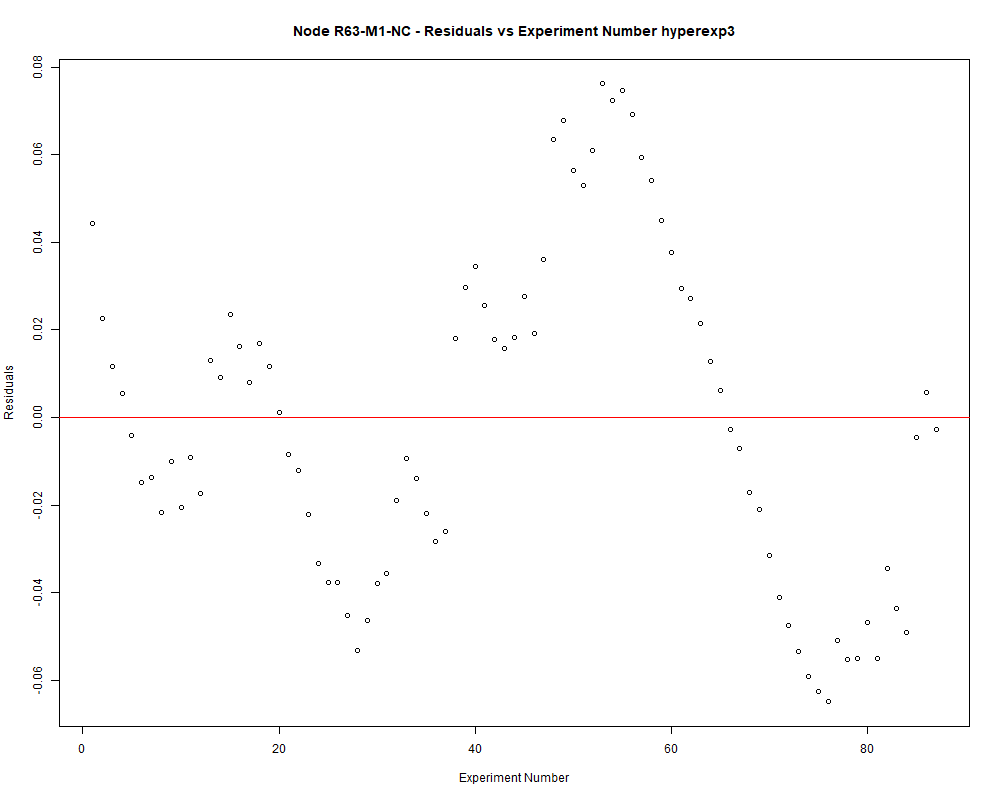 Node R63-M1-NC - Residuals vs Experiment Number hyperexp3
Residuals
0.08
0.06
0.04
0.02
0.00
-0.02
-0.04
-0.06
0 20 40 60 80
Experiment Number